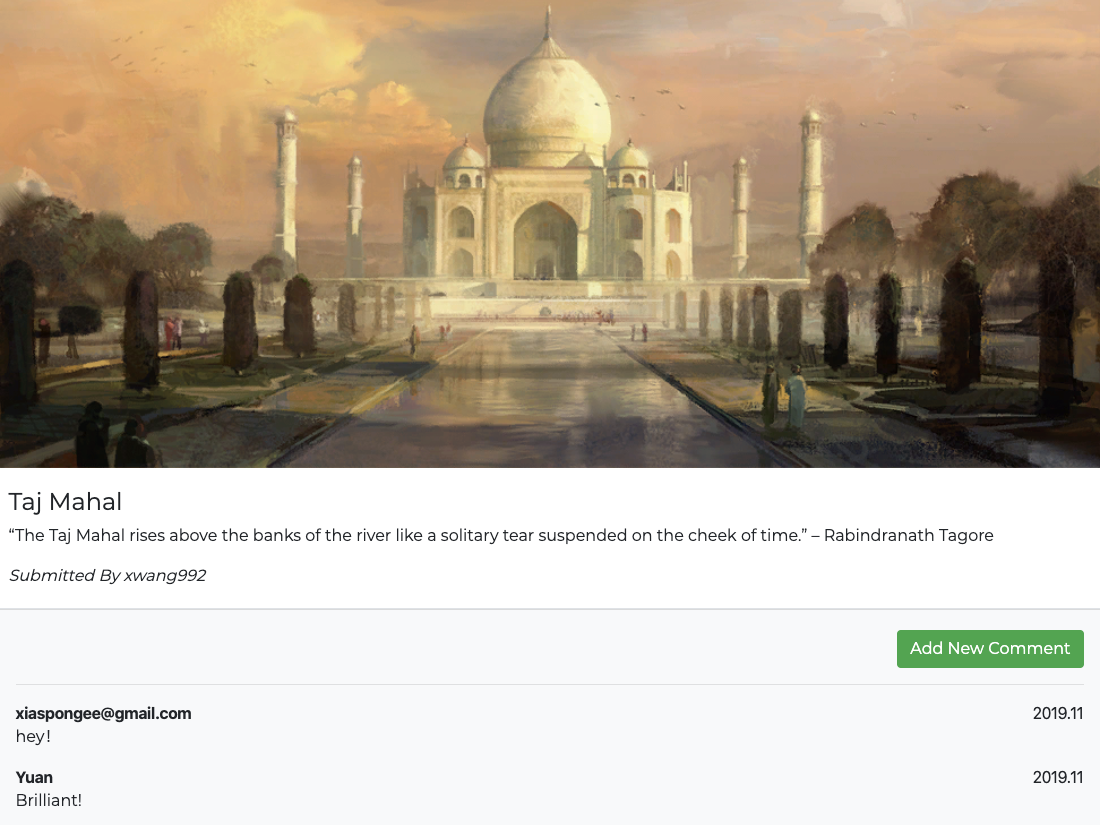 Taj Mahal
“The Taj Mahal rises above the banks of the river like a solitary tear suspended on the cheek of time.” – Rabindranath Tagore
Submitted By xwang992
Add New Comment
xiaspongee@gmail.com 2019.11
hey!
Yuan 2019.11
Brilliant!